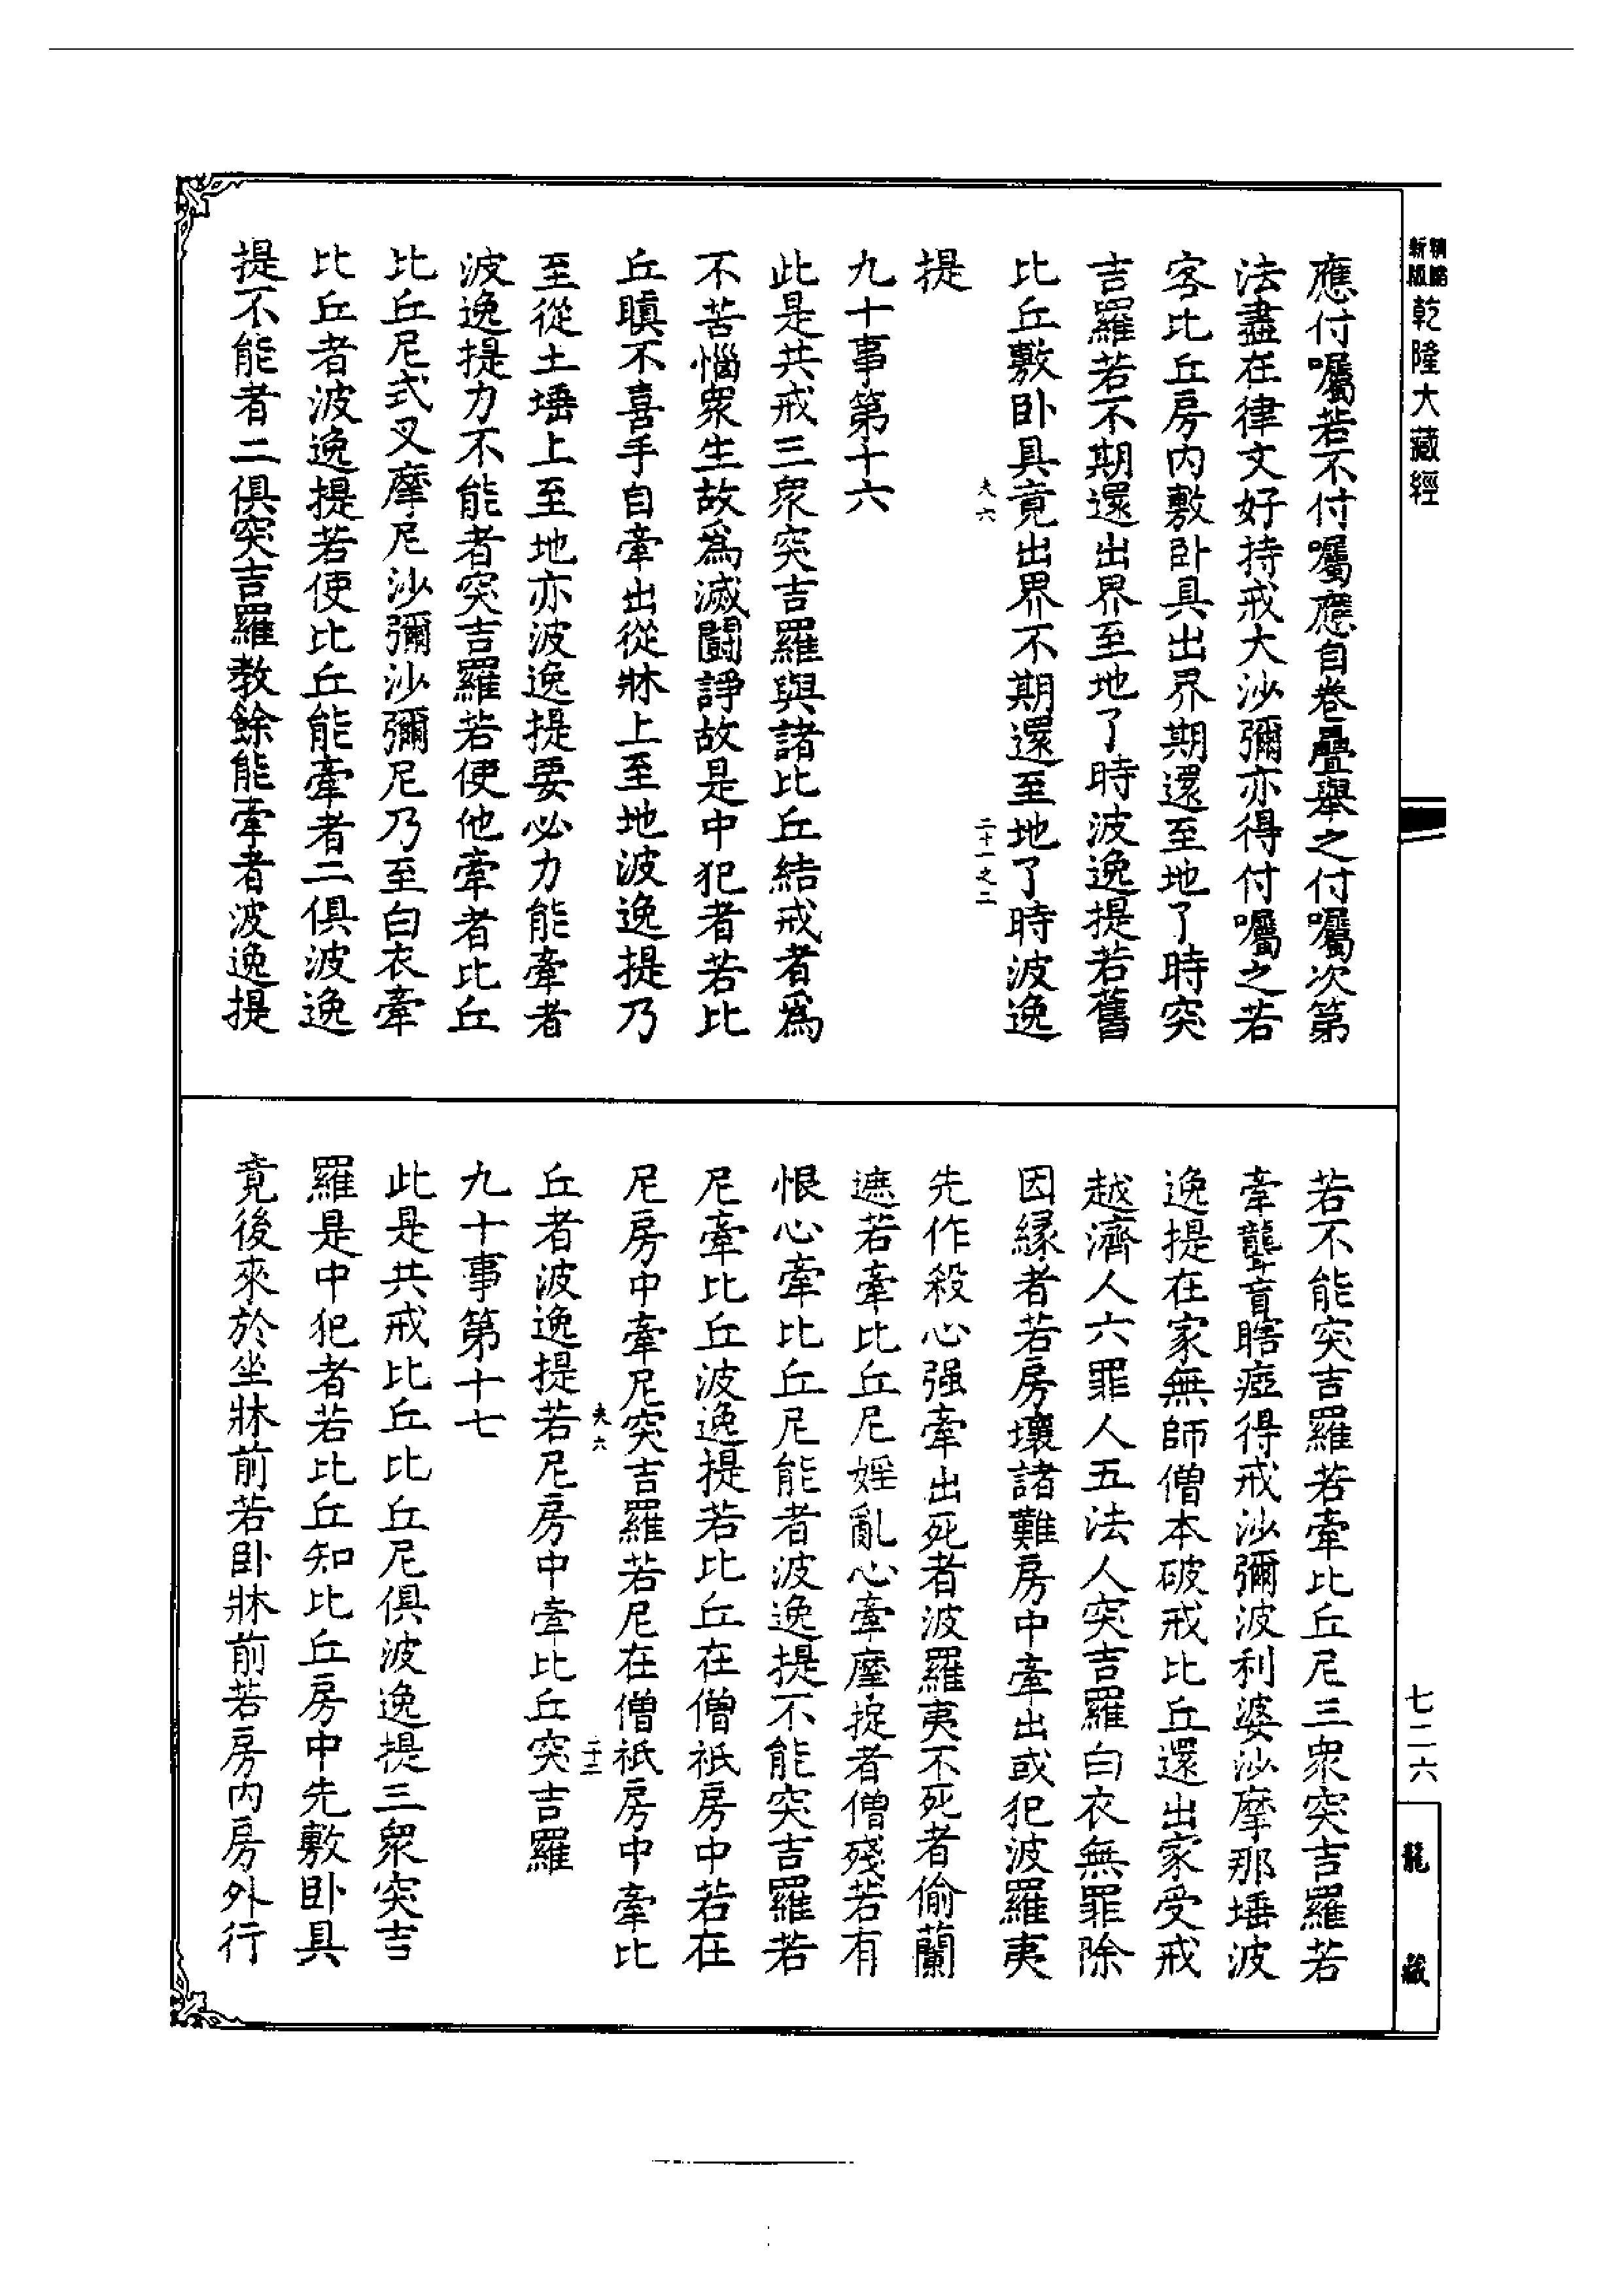 新版
乾隆大藏經
應付囑若不付囑應自卷疊舉之付囑次第
法盡在律文好持戒大沙彌亦得付囑之若
客比丘房内敷卧具出界期還至地了時突
吉羅若不期還出界至地了時波逸提若舊
比丘敷卧具竟出界不期還至地了時波逸
提
夫六
二十一之二
九十事第十六
此是共戒三衆突吉羅與諸比丘結戒者爲
不苦惱衆生故爲滅鬪諍故是中犯者若比
丘瞋不喜手自牽出從牀上至地波逸提乃
至從土埵上至地亦波逸提要必力能牽者
波逸提力不能者突吉羅若使他牽者比丘
比丘尼式叉摩尼沙彌沙彌尼乃至白衣牽
比丘者波逸提若使比丘能牽者二俱波逸
提不能者二俱突吉羅教餘能牽者波逸提
若不能突吉羅若牽比丘尼三衆突吉羅若
牽聾盲瞎瘂得戒沙彌波利婆沙摩那埵波
逸提在家無師僧本破戒比丘還出家受戒
越濟人六罪人五法人突吉羅白衣無罪除
因緣者若房壞諸難房中牽出或犯波羅夷
先作殺心强牽出死者波羅夷不死者偷蘭
遮若牽比丘尼婬亂心牽摩捉者僧殘若有
恨心牽比丘尼能者波逸提不能突吉羅若
尼牽比丘波逸提若比丘在僧祇房中若在
尼房中牽尼突吉羅若尼在僧祇房中牽比
夫六
丘者波逸提若尼房中牽比丘突吉羅
九十事第十七
此是共戒比丘比丘尼俱波逸提三衆突吉
羅是中犯者若比丘知比丘房中先敷卧具
竟後來於坐牀前若卧牀前若房内房外行
七二六
龍藏